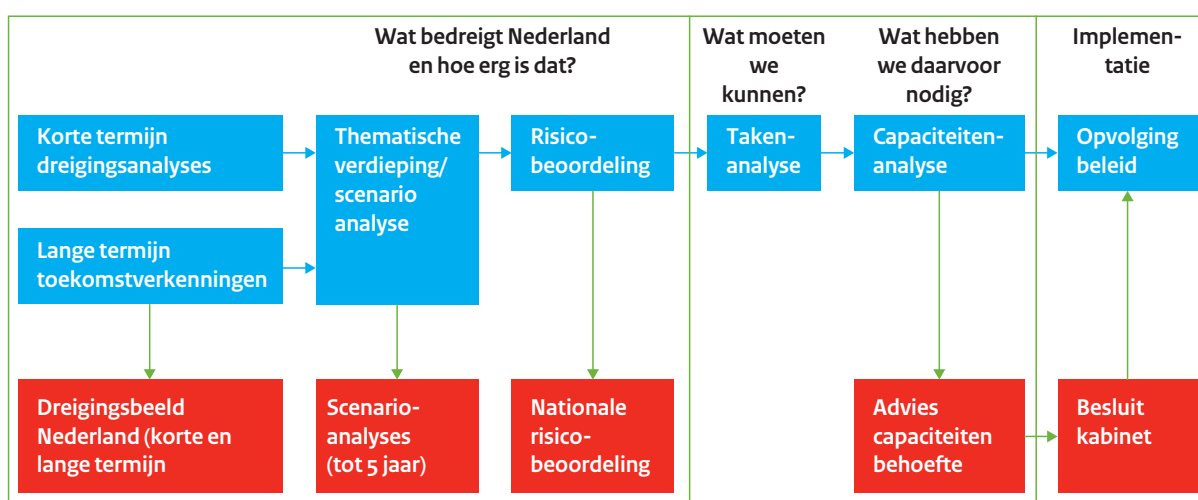 Wat bedreigt Nederland
en hoe erg is dat?
Wat moeten
we
kunnen?
Wat hebben
we daarvoor
nodig?
Implemen-
tatie
Korte termijn
dreigingsanalyses
Thematische
verdieping/
scenario
analyse
Risico-
beoordeling
Taken-
analyse
Capaciteiten-
analyse
Opvolging
beleid
Lange termijn
toekomstverkenningen
Dreigingsbeeld
Nederland (korte en
lange termijn
Scenario-
analyses
(tot 5 jaar)
Nationale
risico-
beoordeling
Advies
capaciteiten
behoefte
Besluit
kabinet